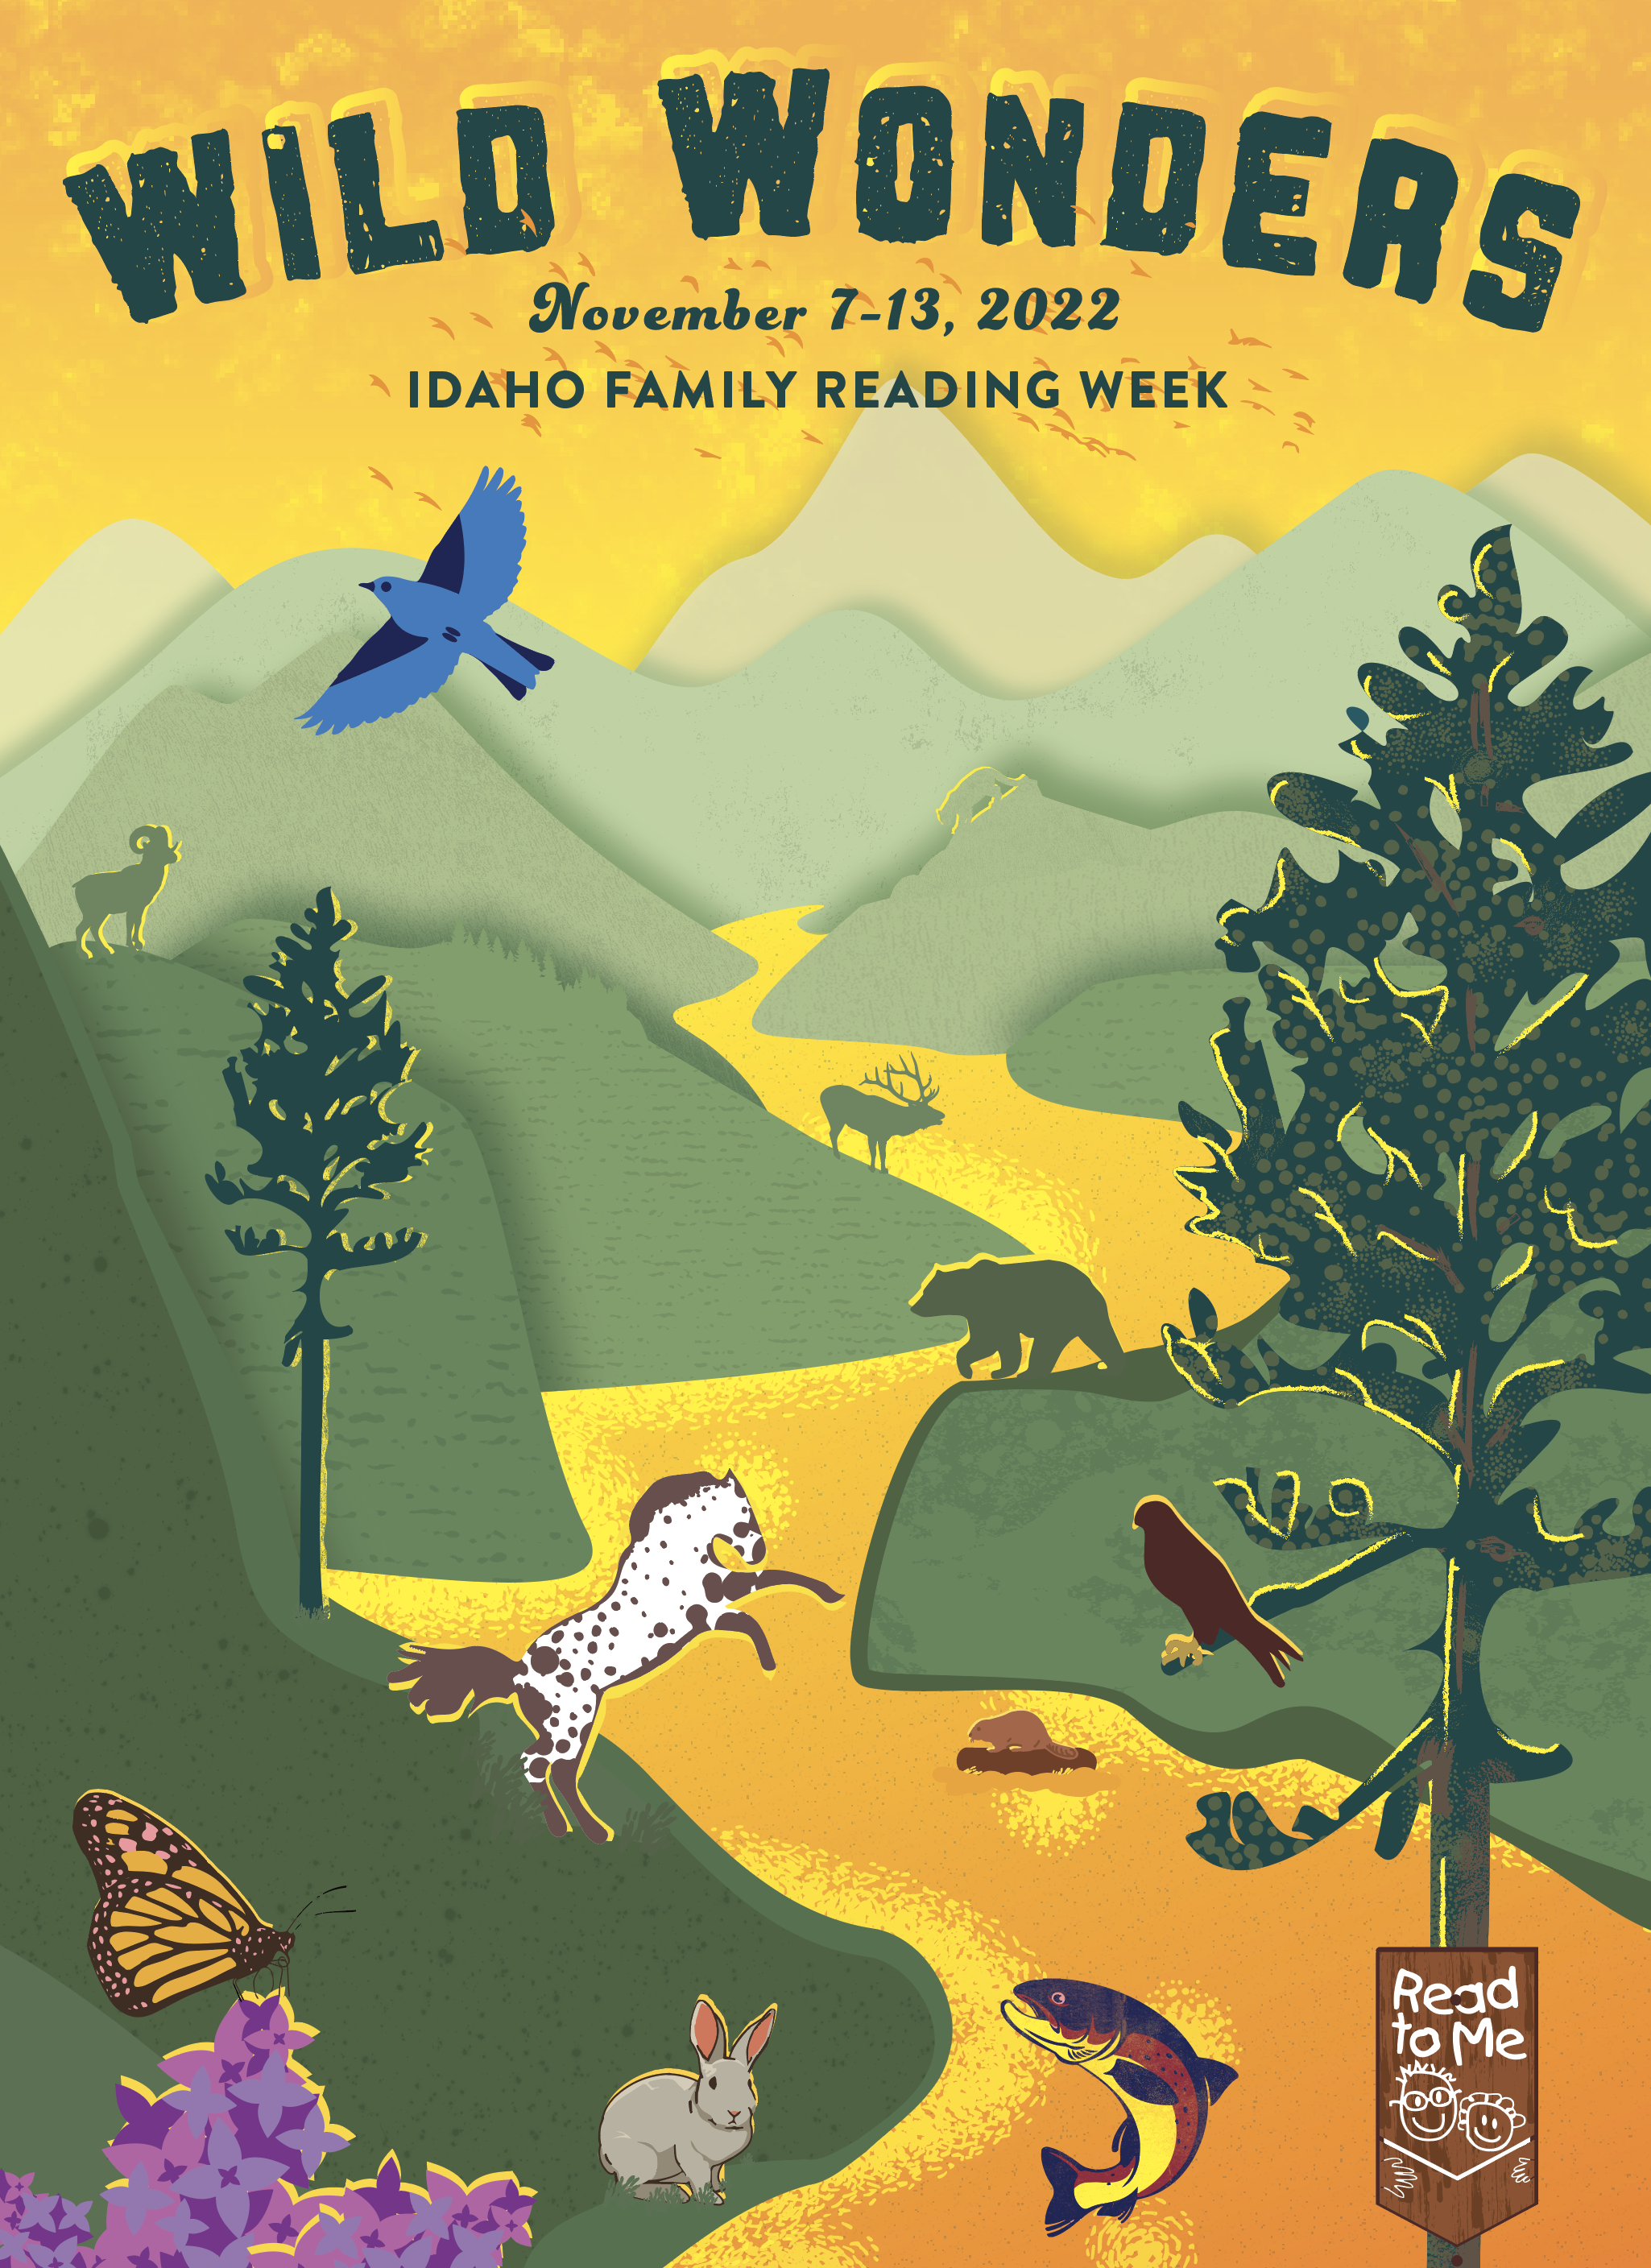 WILD WONDERS
November 7-13, 2022
IDAHO FAMILY READING WEEK
Read
to Me